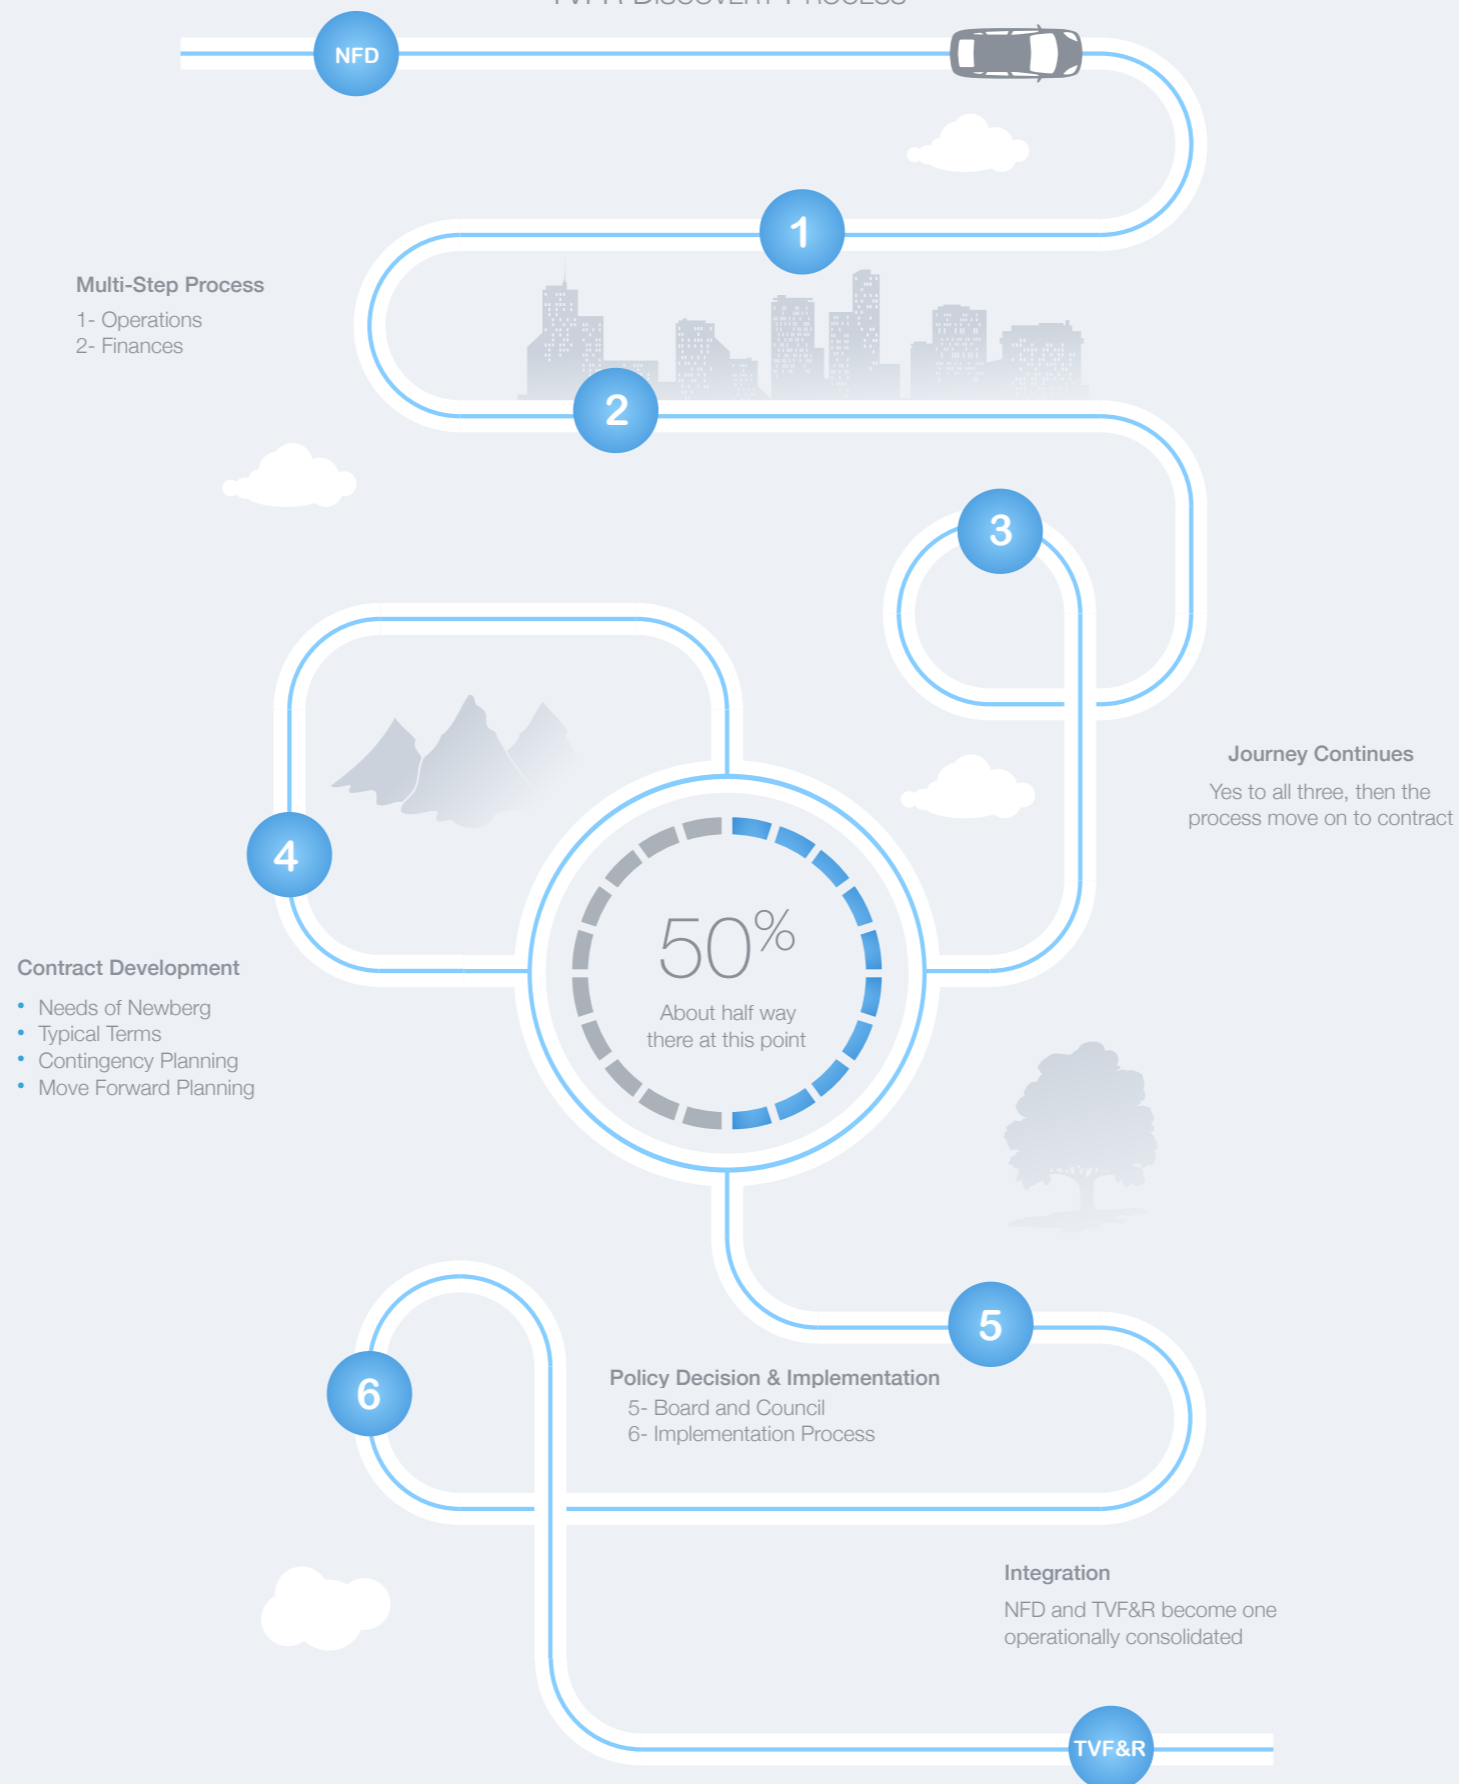 TVFR DISCOVERY PROCESS
NFD
1
Multi-Step Process
1- Operations
2- Finances
2
3
Journey Continues
Yes to all three, then the
process move on to contract
4
50%
About half way
there at this point
Contract Development
• Needs of Newberg
• Typical Terms
• Contingency Planning
• Move Forward Planning
5
Policy Decision & Implementation
5- Board and Council
6- Implementation Process
6
Integration
NFD and TVF&R become one
operationally consolidated
TVF&R